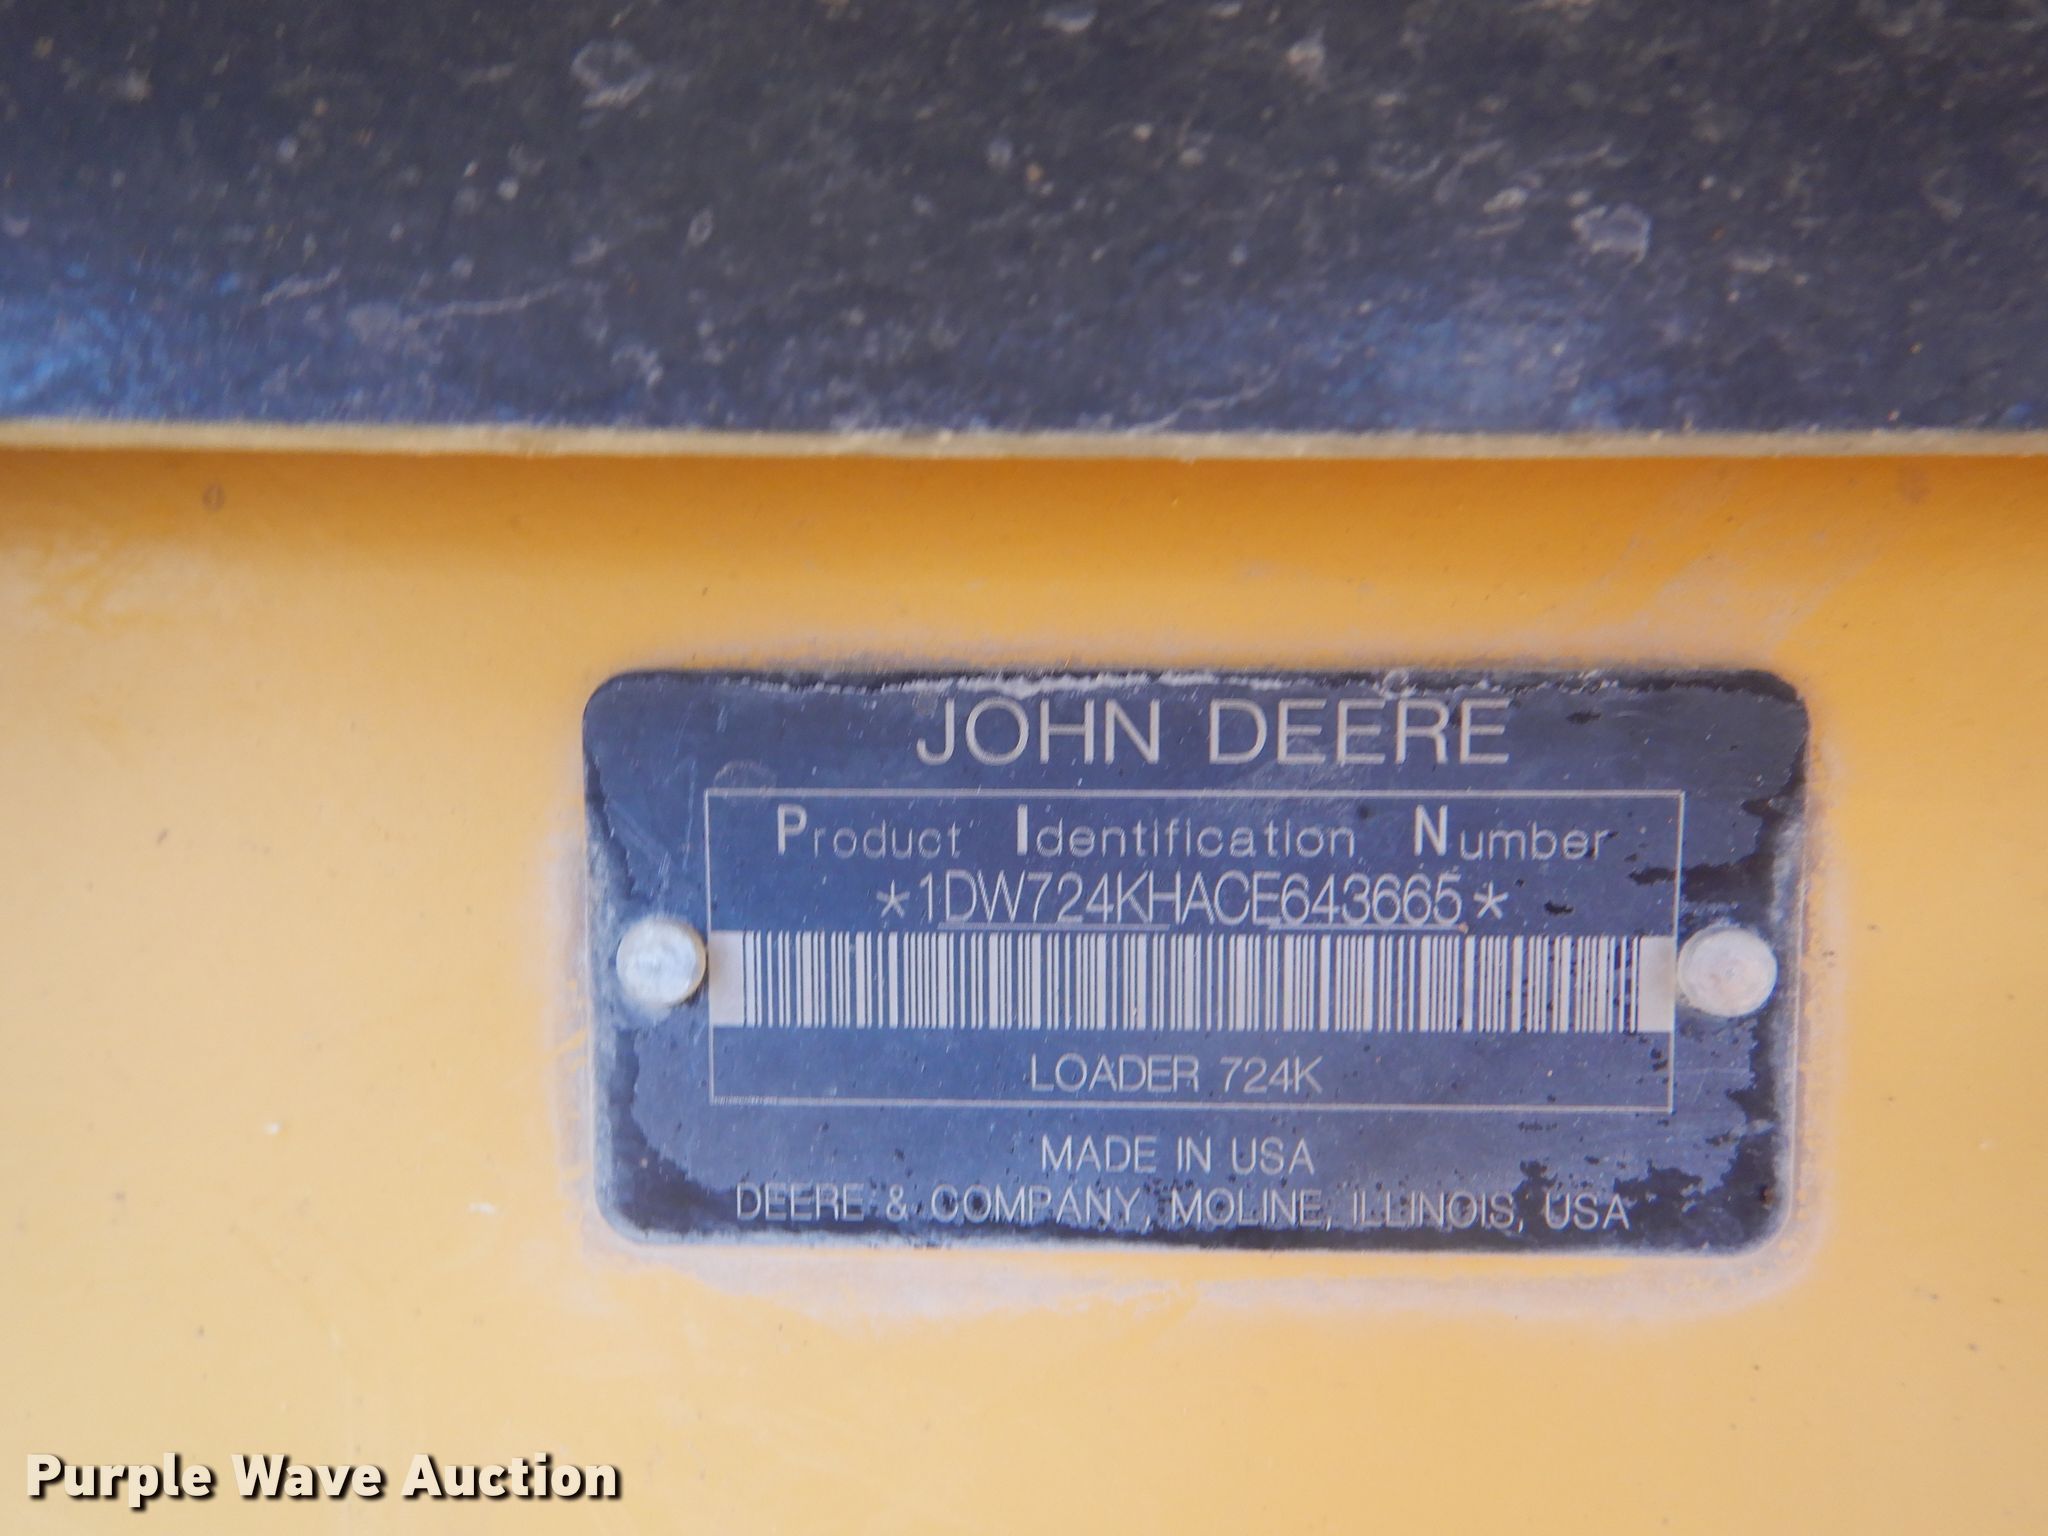 JOHN DEERE
Product Identification Number
*1DW724KHACE643665*
LOADER 724K
MADE IN USA
DEERE & COMPANY, MOLINE, ILLINOIS, USA
Purple Wave Auction